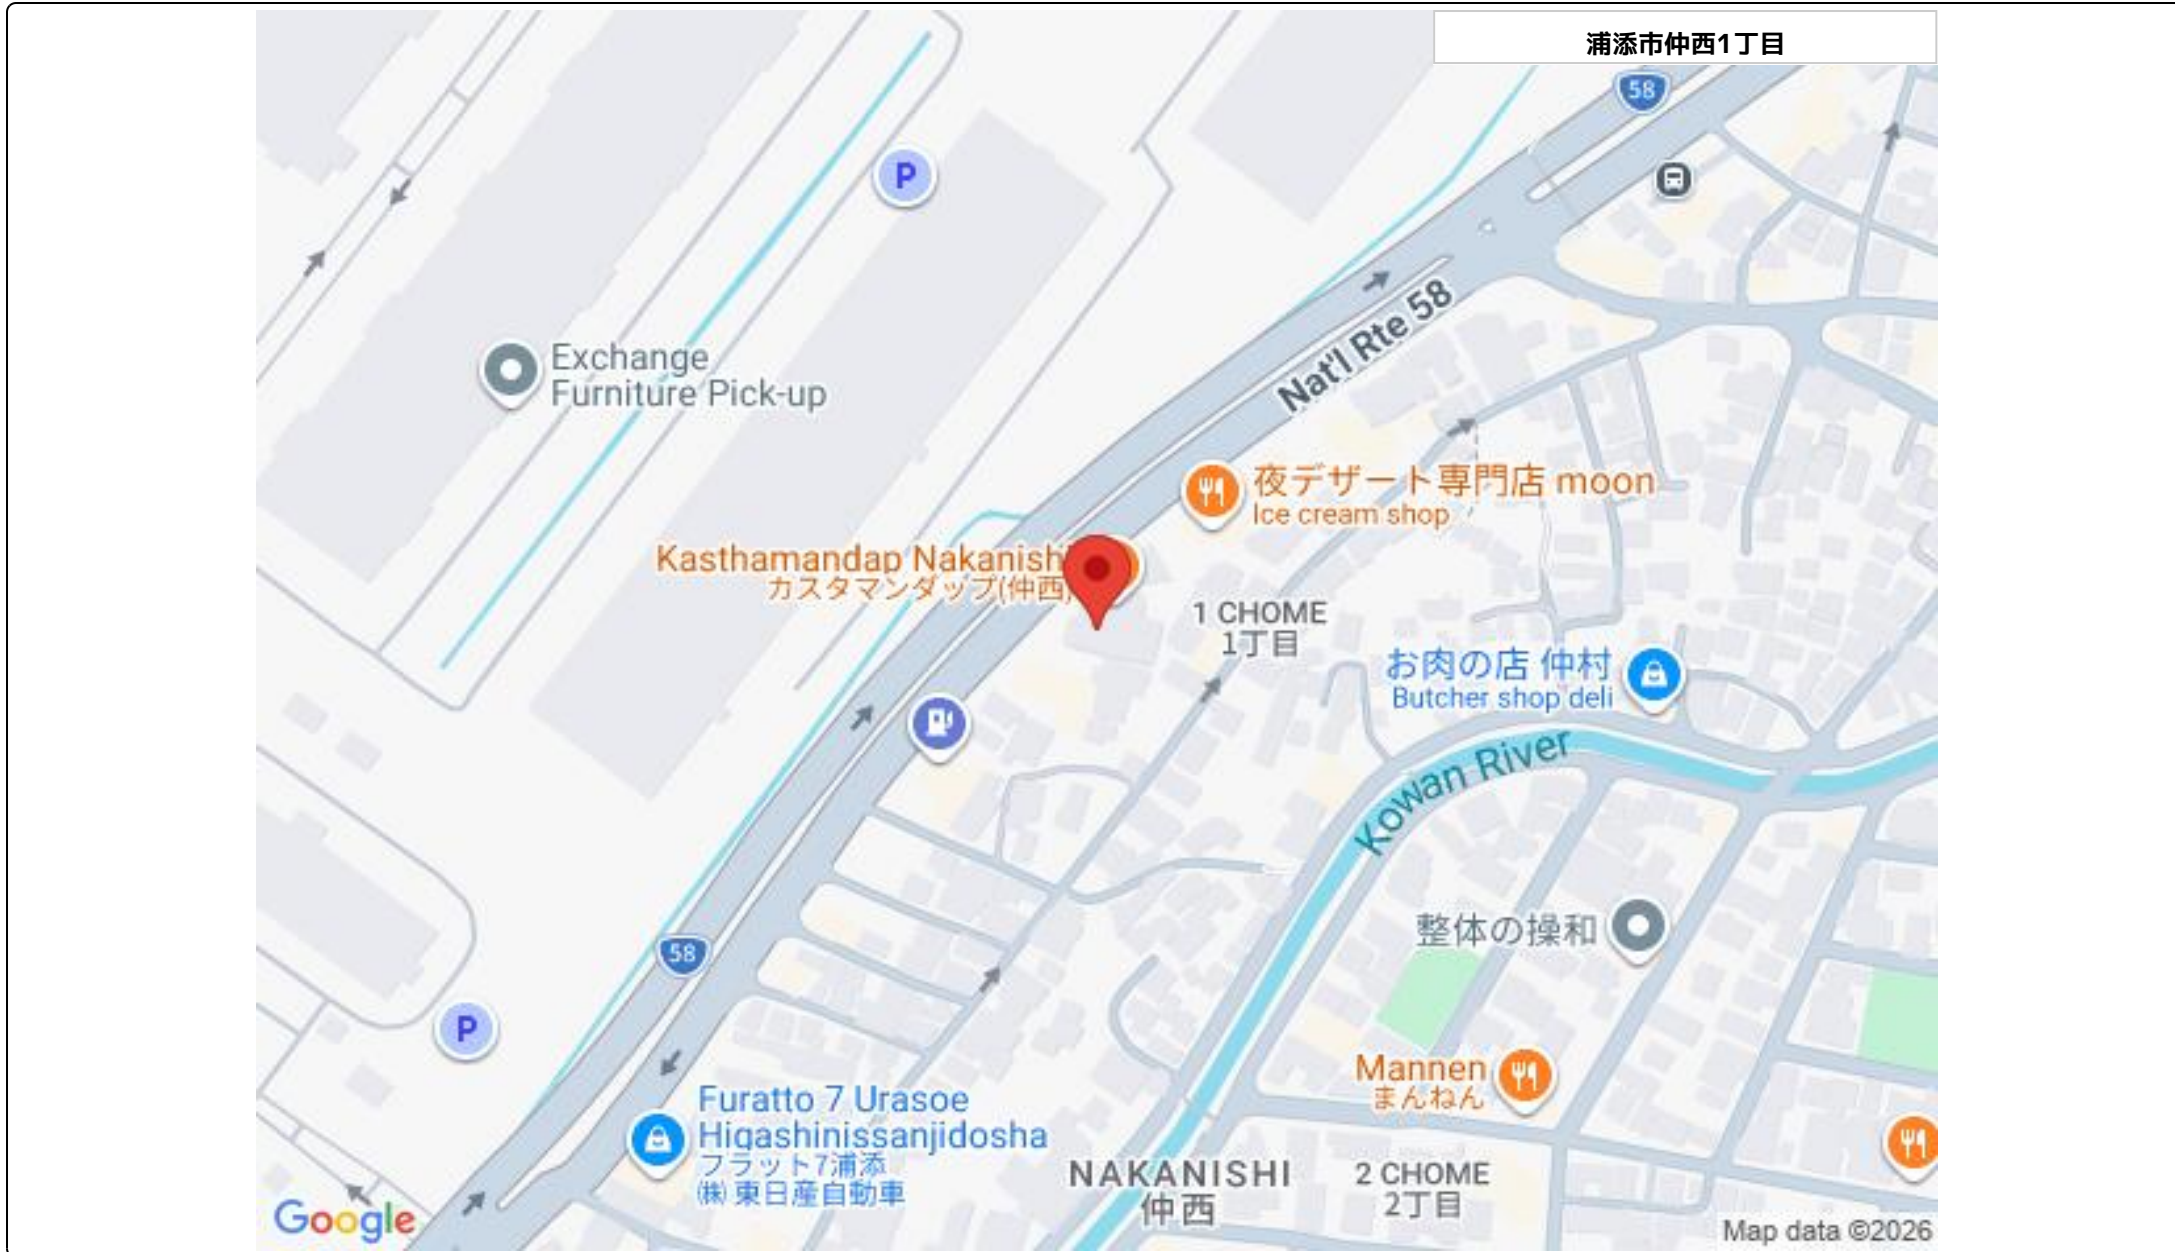 浦添市仲西1丁目
58
P
Exchange
Furniture Pick-up
Nat'l Rte 58
夜デザート専門店 moon
Ice cream shop
Kasthamandap Nakanishi
カスタマンダップ(仲西)
1 CHOME
1丁目
お肉の店 仲村
Butcher shop deli
Kowan River
整体の操和
58
P
Mannen
まんねん
Furatto 7 Urasoe
Higashinissanjidosha
フラット7浦添
㈱ 東日産自動車
NAKANISHI
仲西
2 CHOME
2丁目
Google
Map data ©2026